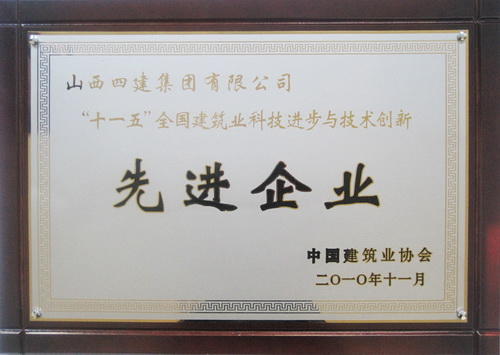 山西四建集团有限公司
“十一五”全国建筑业科技进步与技术创新
先进企业
中国建筑业协会
二〇一〇年十一月